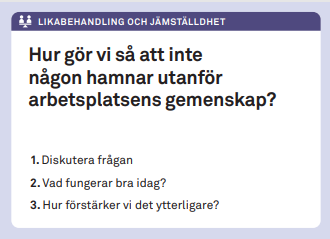 LIKABEHANDLING OCH JÄMSTÄLLDHET
Hur gör vi så att inte
någon hamnar utanför
arbetsplatsens gemenskap?
1. Diskutera frågan
2. Vad fungerar bra idag?
3. Hur förstärker vi det ytterligare?